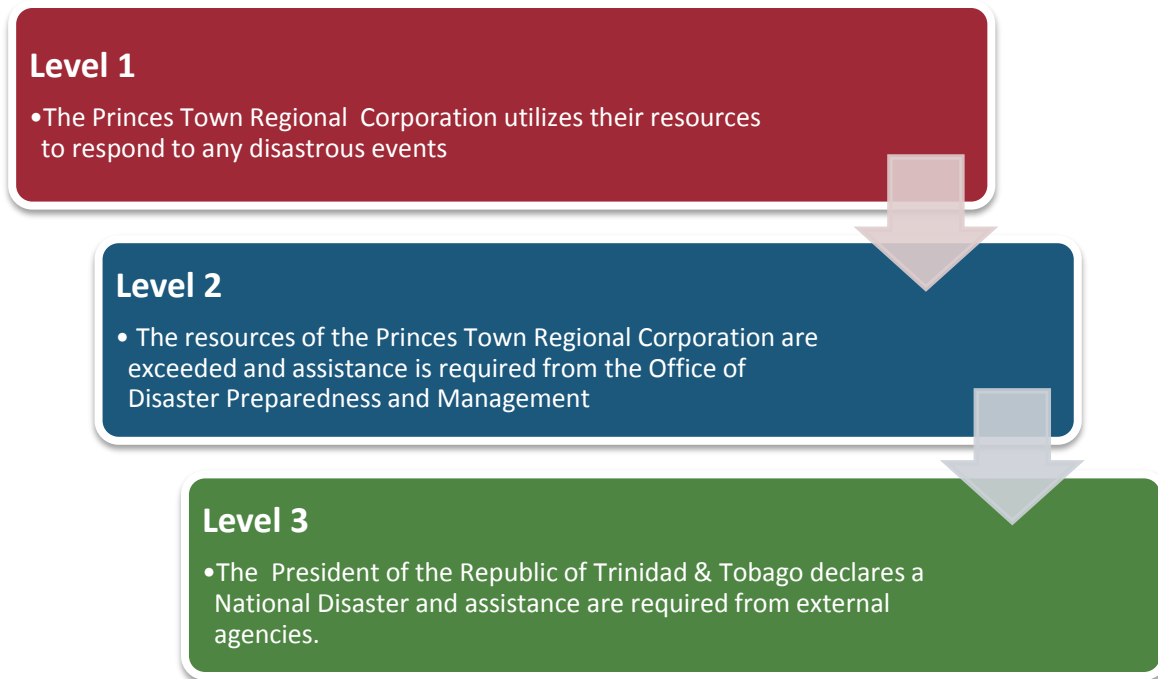 Level 1
•The Princes Town Regional Corporation utilizes their resources
to respond to any disastrous events
Level 2
• The resources of the Princes Town Regional Corporation are
exceeded and assistance is required from the Office of
Disaster Preparedness and Management
Level 3
•The President of the Republic of Trinidad & Tobago declares a
National Disaster and assistance are required from external
agencies.